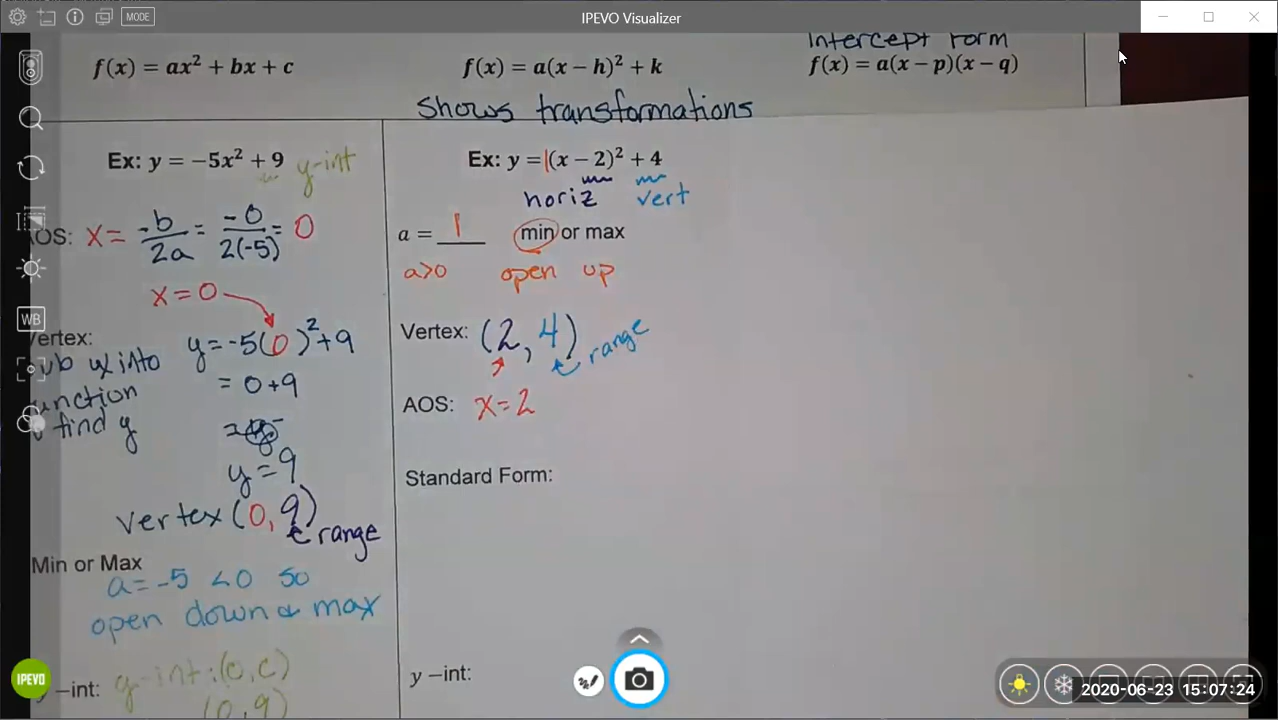 IPEVO Visualizer
MODE
Intercept Form
f(x) = ax² + bx + c
f(x) = a(x − h)² + k
f(x) = a(x − p)(x − q)
Shows transformations
Ex: y = −5x² + 9 y-int
AOS: x = -b/2a = -0/2(-5) = 0
x = 0
Vertex: y = -5(0)² + 9
sub x into
function
find y
= 0+9
y = 9
vertex (0, 9)
range
Min or Max
a = -5 <0 so
open down & max
y −int: y-int: (0, c)
(0, 9)
Ex: y = 1(x − 2)² + 4
horiz vert
a = 1 min or max
a>0 open up
Vertex: (2, 4) range
AOS: x = 2
Standard Form:
y −int:
WB
IPEVO
2020-06-23 15:07:24